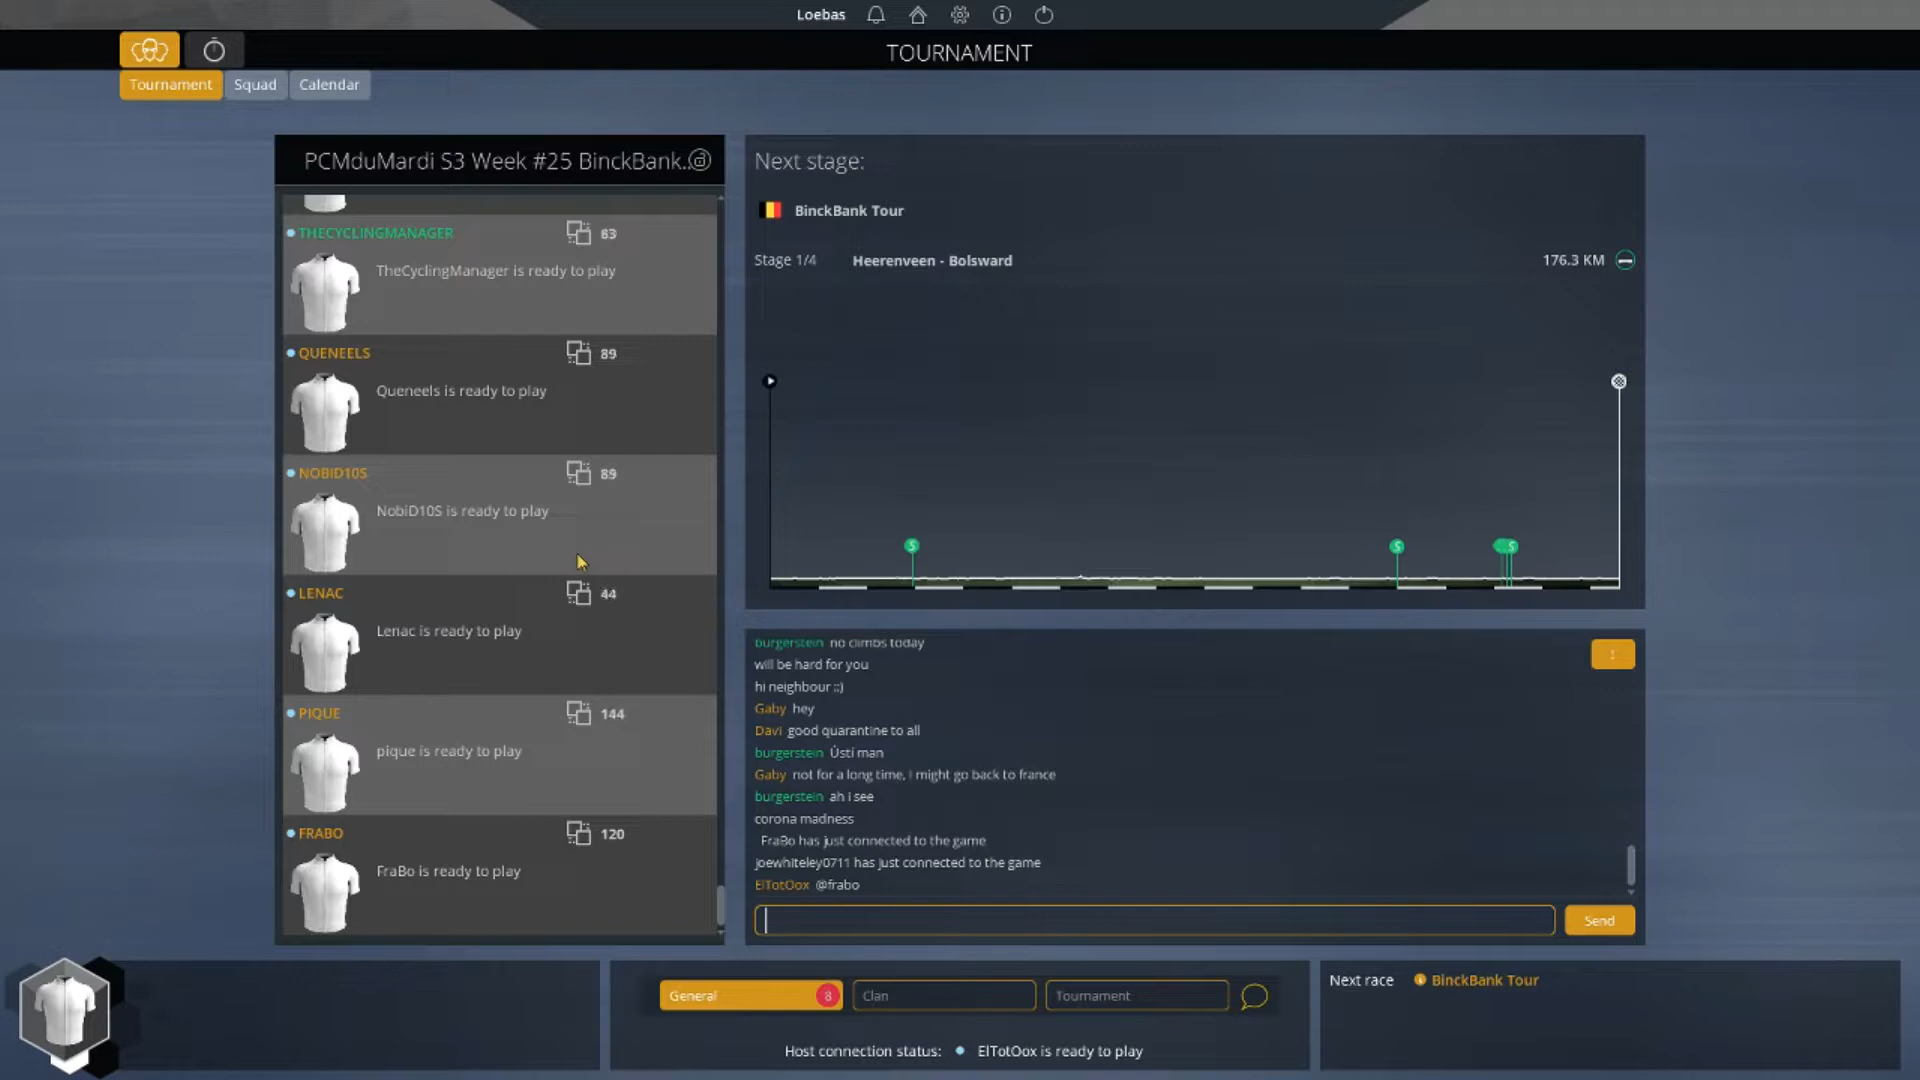 Loebas
TOURNAMENT
Tournament
Squad
Calendar
PCMduMardi S3 Week #25 BinckBank..
THECYCLINGMANAGER
63
TheCyclingManager is ready to play
QUENEELS
89
Queneels is ready to play
NOBID10S
89
NobiD10S is ready to play
LENAC
44
Lenac is ready to play
PIQUE
144
pique is ready to play
FRABO
120
FraBo is ready to play
Next stage:
BinckBank Tour
Stage 1/4 Heerenveen - Bolsward 176.3 KM
S
S
S
burgerstein no climbs today
will be hard for you
hi neighbour ;;)
Gaby hey
Davi good quarantine to all
burgerstein Ústí man
Gaby not for a long time, i might go back to france
burgerstein ah i see
corona madness
FraBo has just connected to the game
joewhiteley0711 has just connected to the game
ElTotOox @frabo
Send
General 8
Clan
Tournament
Host connection status: ElTotOox is ready to play
Next race BinckBank Tour